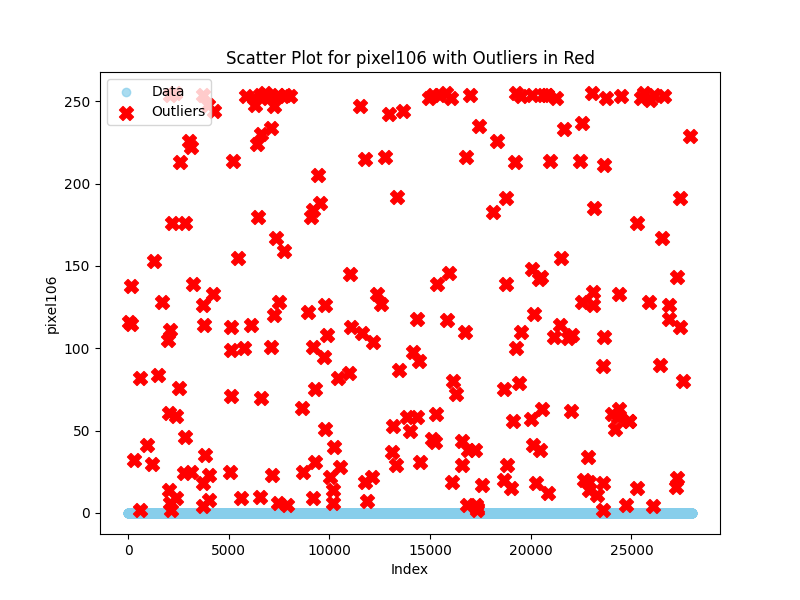 Scatter Plot for pixel106 with Outliers in Red
Data
Outliers
250
200
150
100
50
0
pixel106
0 5000 10000 15000 20000 25000
Index